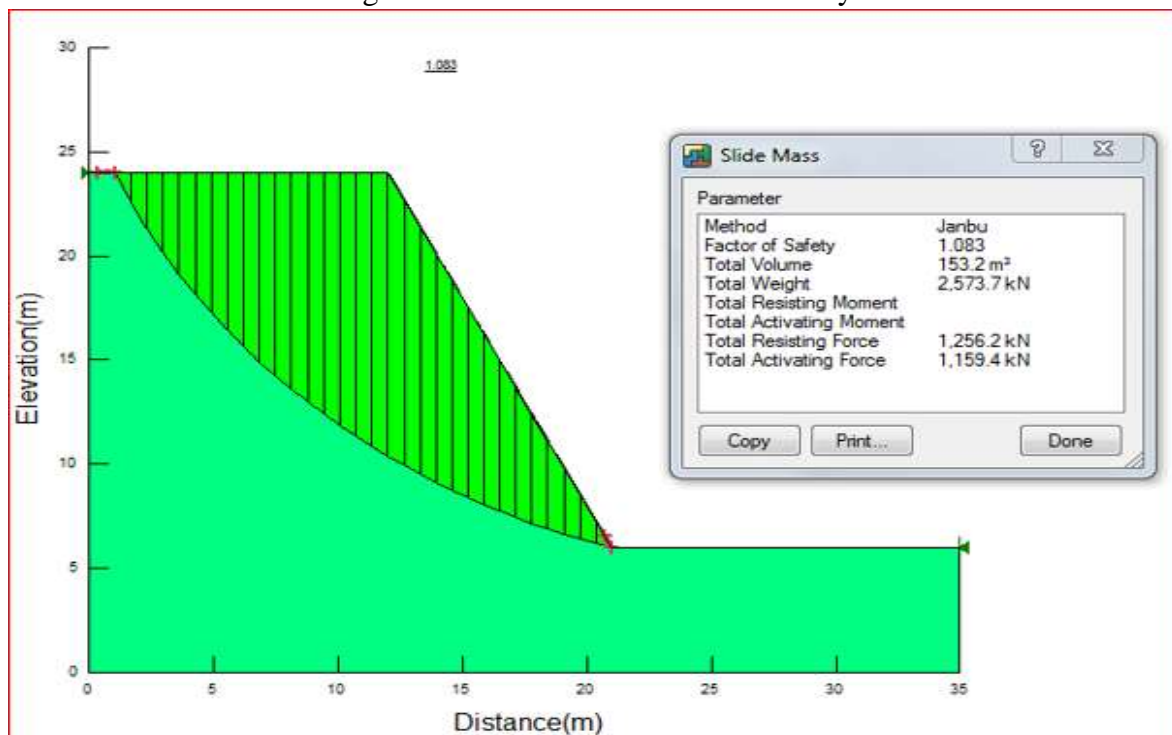 1.083
30
25
20
15
10
5
0
Elevation(m)
0 5 10 15 20 25 30 35
Distance(m)
Slide Mass
Parameter
Method Janbu
Factor of Safety 1.083
Total Volume 153.2 m³
Total Weight 2,573.7 kN
Total Resisting Moment
Total Activating Moment
Total Resisting Force 1,256.2 kN
Total Activating Force 1,159.4 kN
Copy Print... Done